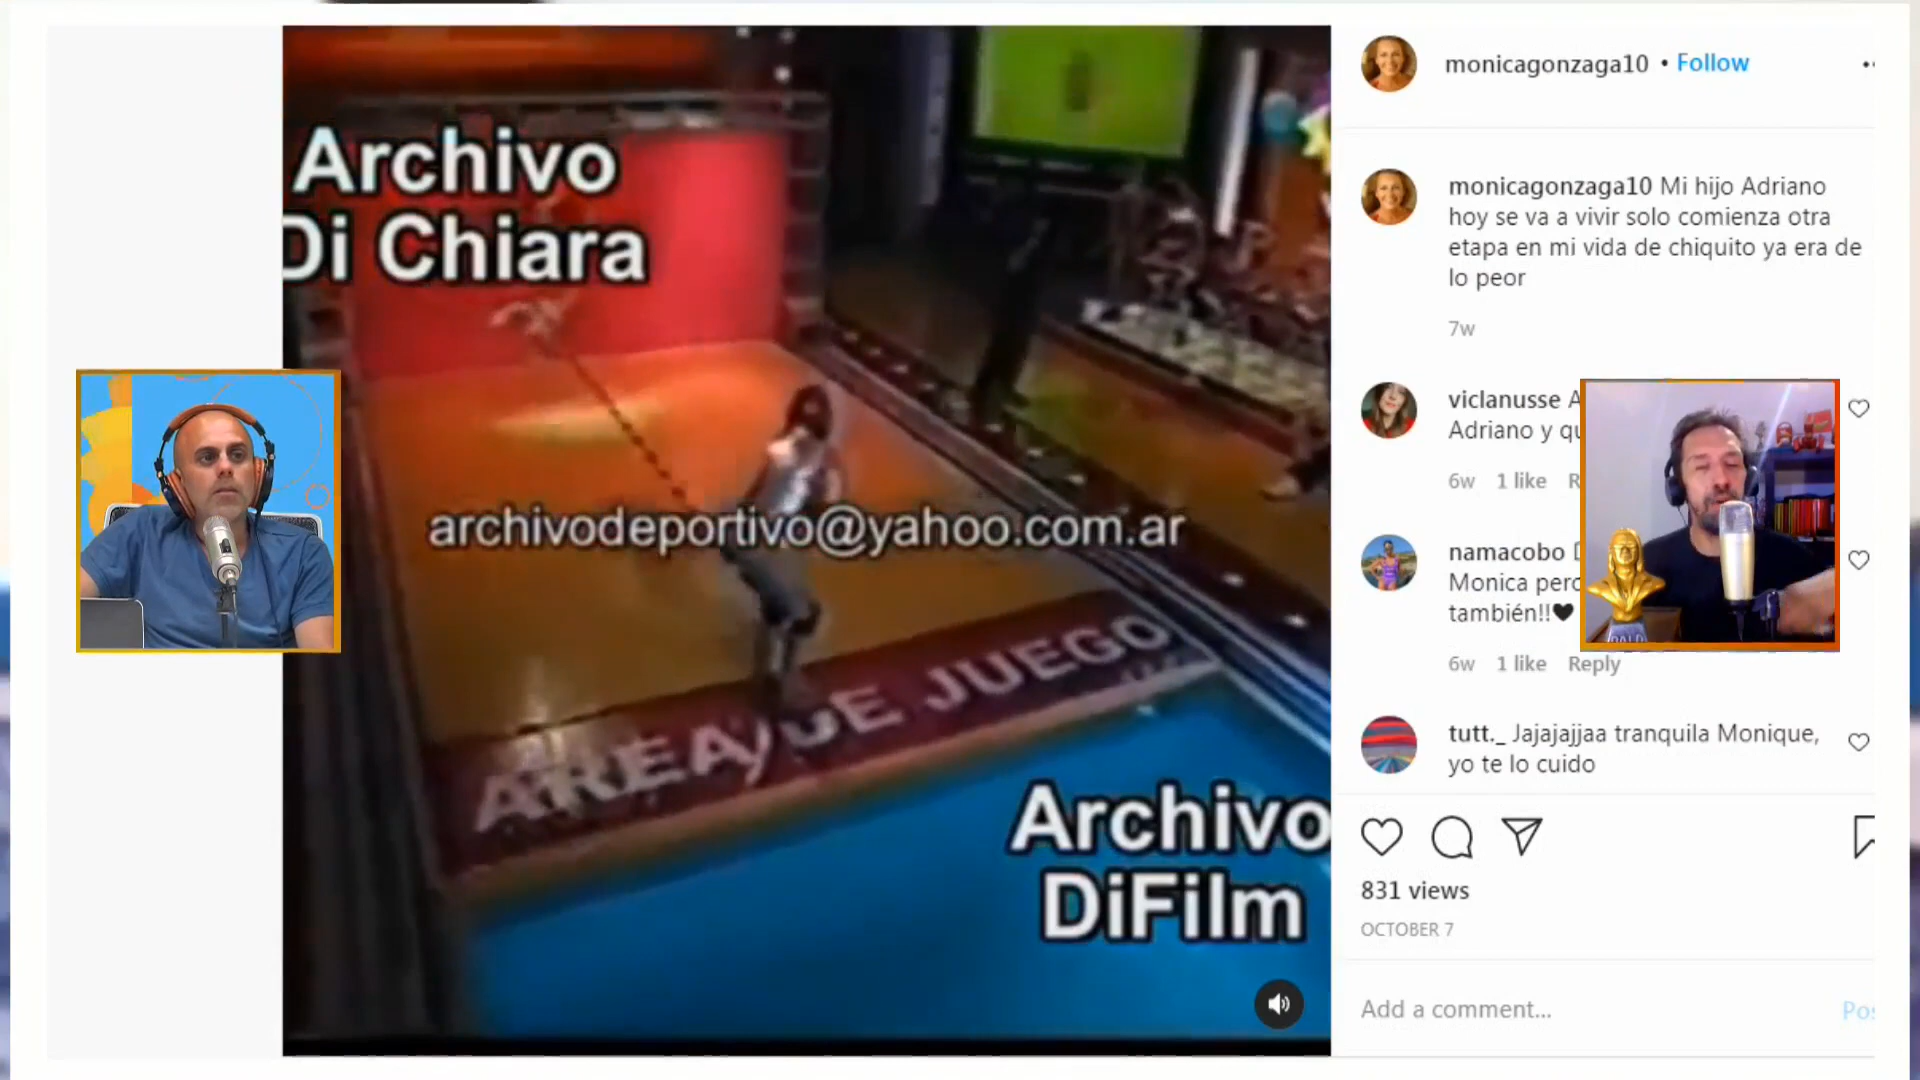 Archivo
Di Chiara
archivodeportivo@yahoo.com.ar
AREA DE JUEGO
Archivo
DiFilm
monicagonzaga10 • Follow
monicagonzaga10 Mi hijo Adriano
hoy se va a vivir solo comienza otra
etapa en mi vida de chiquito ya era de
lo peor
7w
viclanusse
Adriano y
6w 1 like
namacobo
Monica
también!!🖤
6w 1 like Reply
tutt._ Jajajajjaa tranquila Monique,
yo te lo cuido
831 views
OCTOBER 7
Add a comment...